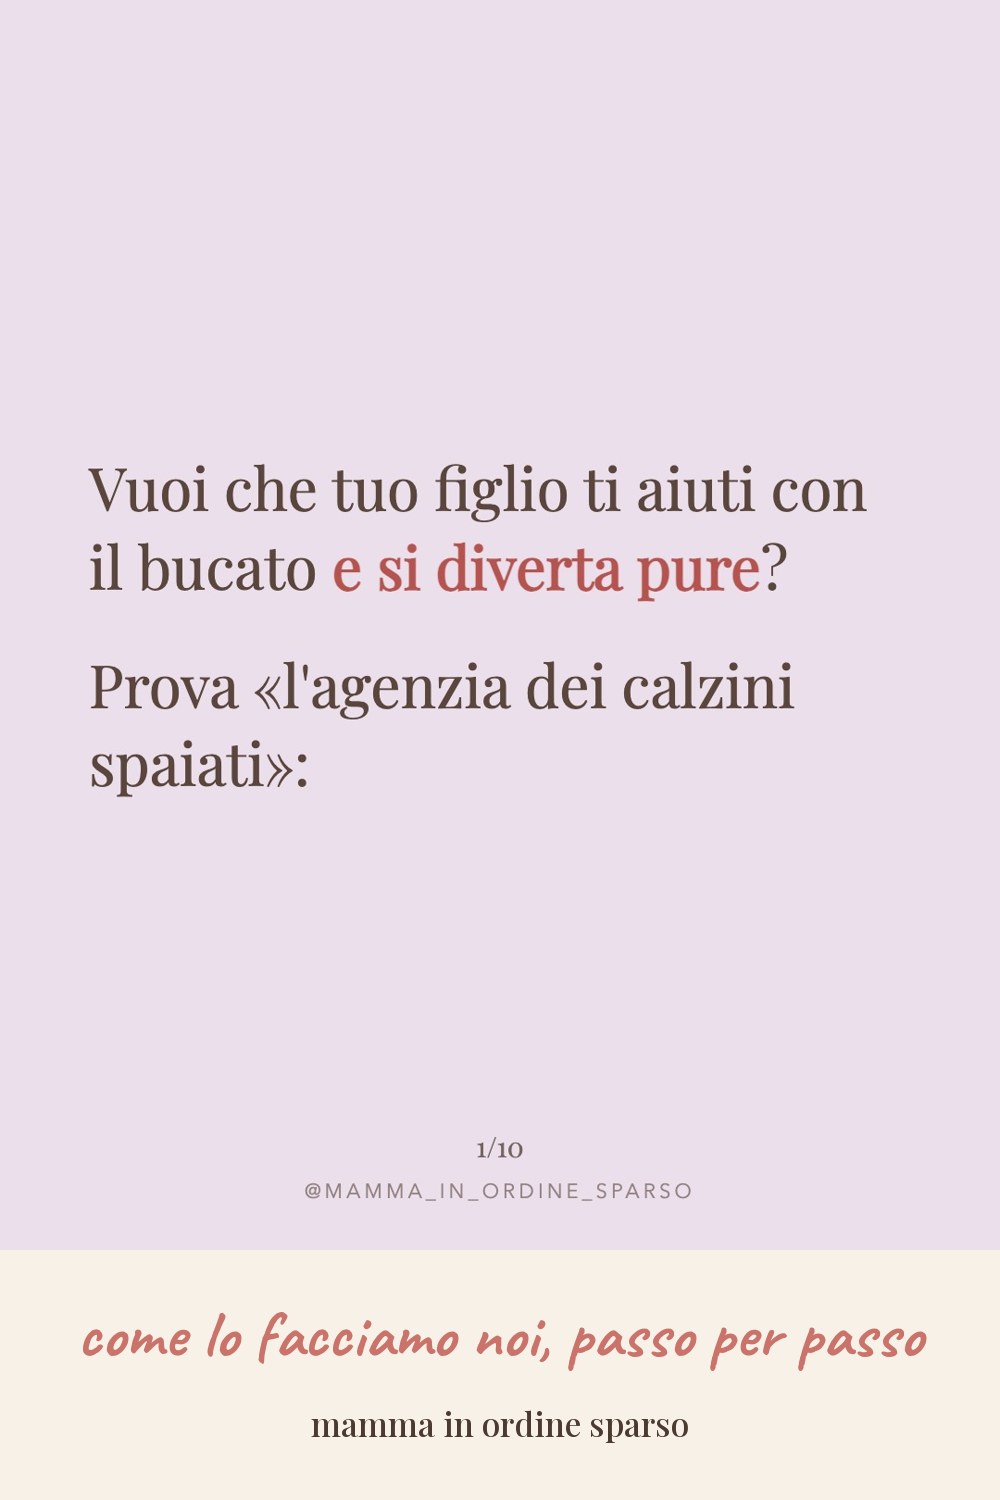 Vuoi che tuo figlio ti aiuti con
il bucato e si diverta pure?
Prova «l'agenzia dei calzini
spaiati»:
1/10
@MAMMA_IN_ORDINE_SPARSO
come lo facciamo noi, passo per passo
mamma in ordine sparso